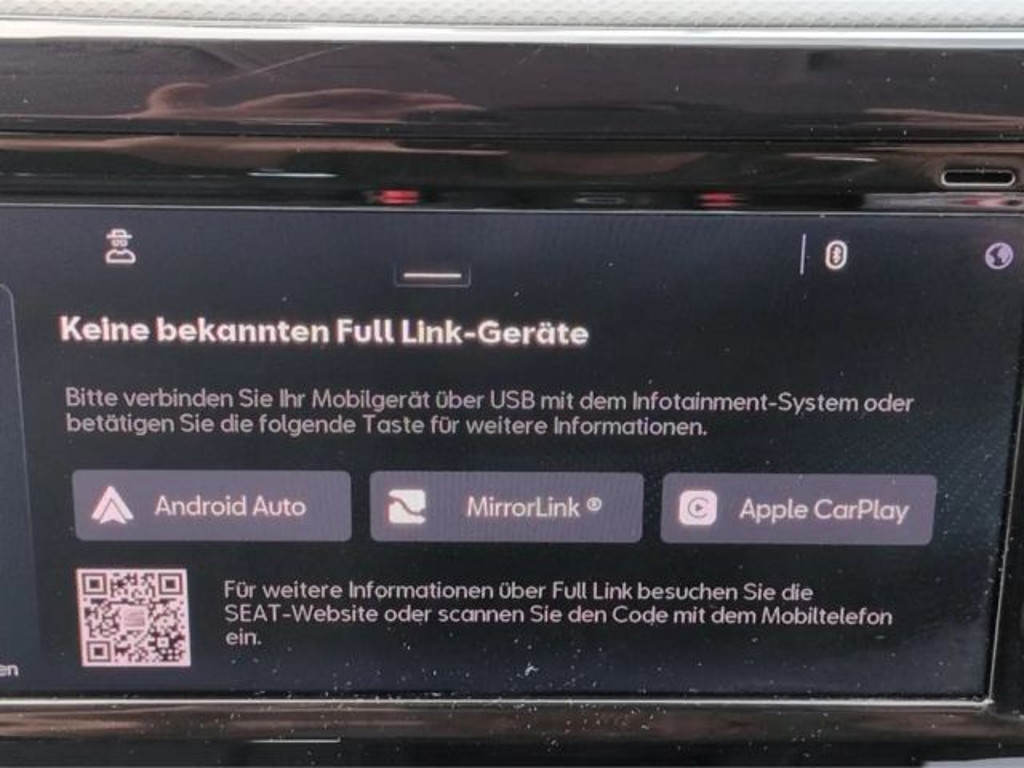 Keine bekannten Full Link-Geräte
Bitte verbinden Sie Ihr Mobilgerät über USB mit dem Infotainment-System oder
betätigen Sie die folgende Taste für weitere Informationen.
Android Auto
MirrorLink ®
Apple CarPlay
Für weitere Informationen über Full Link besuchen Sie die
SEAT-Website oder scannen Sie den Code mit dem Mobiltelefon
ein.
en